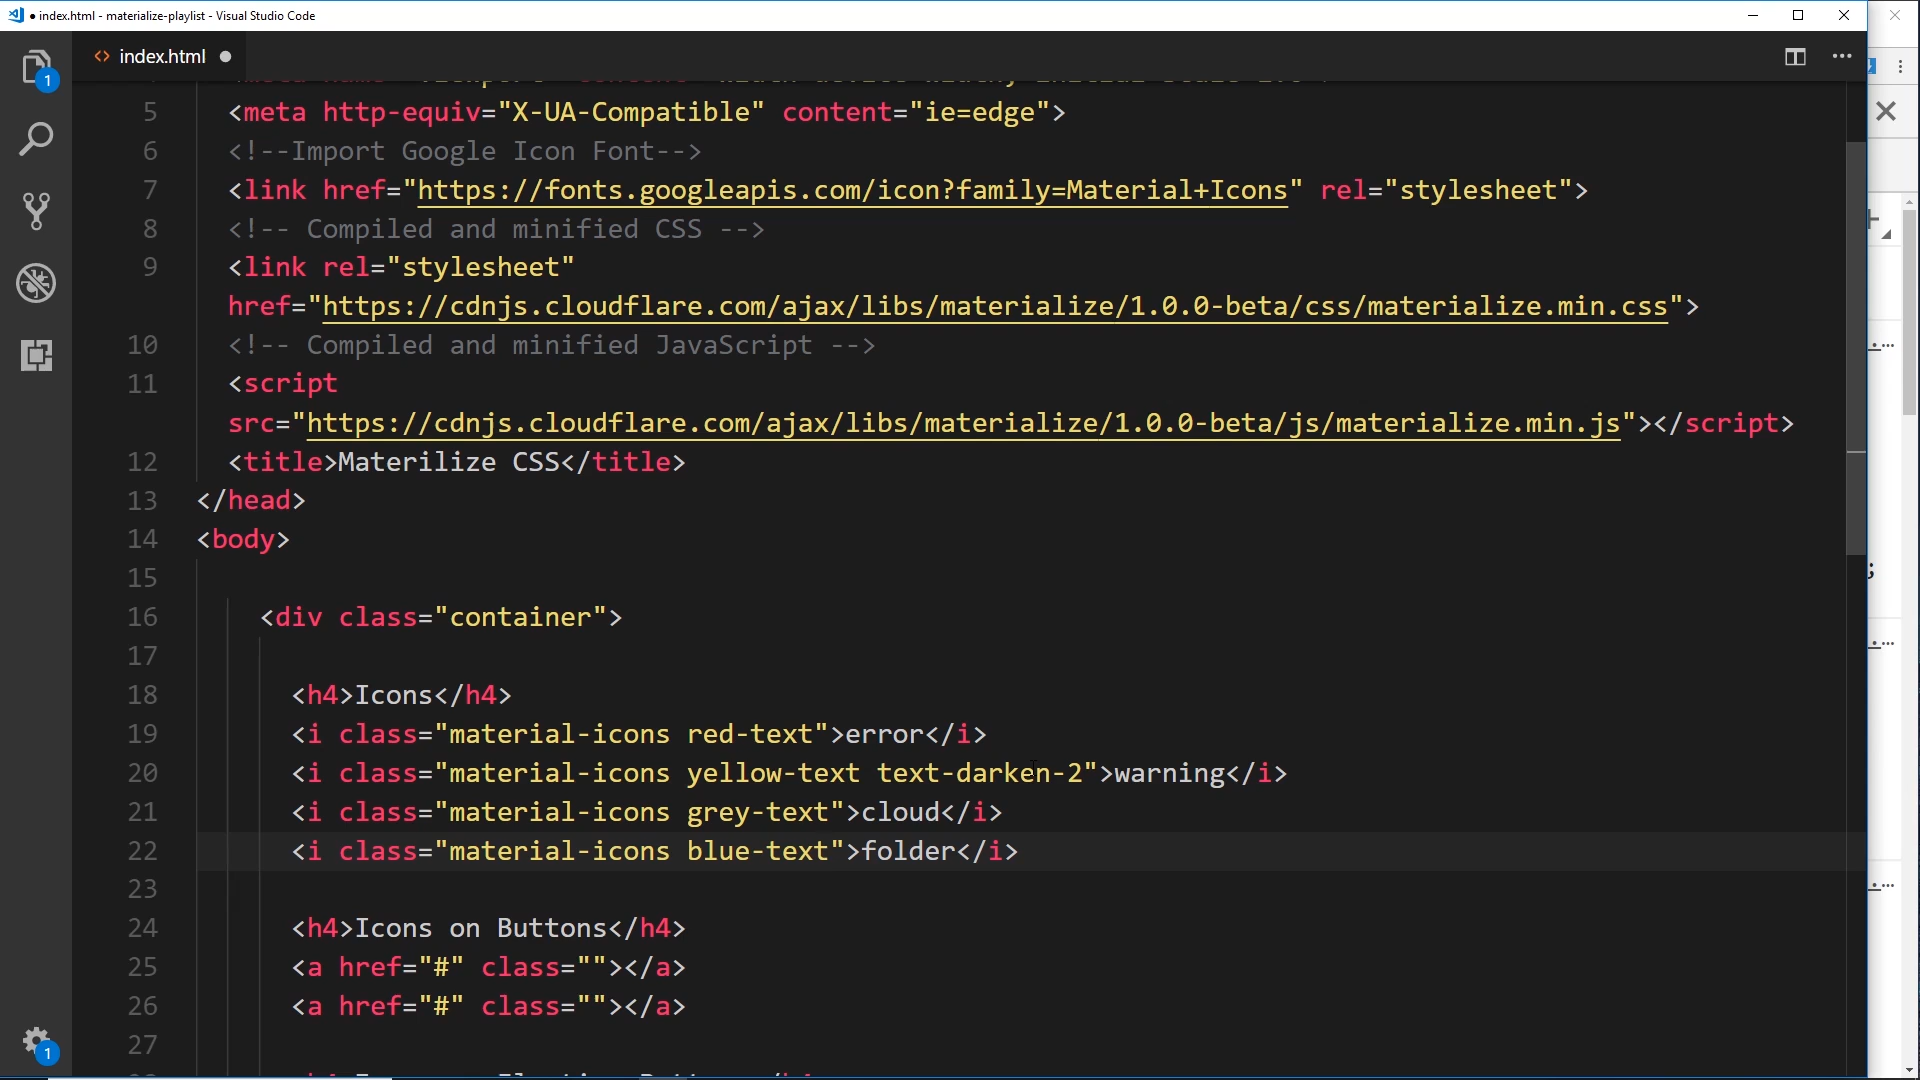 index.html - materialize-playlist - Visual Studio Code
index.html
1
5 <meta http-equiv="X-UA-Compatible" content="ie=edge">
6 <!--Import Google Icon Font-->
7 <link href="https://fonts.googleapis.com/icon?family=Material+Icons" rel="stylesheet">
8 <!-- Compiled and minified CSS -->
9 <link rel="stylesheet"
href="https://cdnjs.cloudflare.com/ajax/libs/materialize/1.0.0-beta/css/materialize.min.css">
10 <!-- Compiled and minified JavaScript -->
11 <script
src="https://cdnjs.cloudflare.com/ajax/libs/materialize/1.0.0-beta/js/materialize.min.js"></script>
12 <title>Materilize CSS</title>
13 </head>
14 <body>
15
16 <div class="container">
17
18 <h4>Icons</h4>
19 <i class="material-icons red-text">error</i>
20 <i class="material-icons yellow-text text-darken-2">warning</i>
21 <i class="material-icons grey-text">cloud</i>
22 <i class="material-icons blue-text">folder</i>
23
24 <h4>Icons on Buttons</h4>
25 <a href="#" class=""></a>
26 <a href="#" class=""></a>
27
1